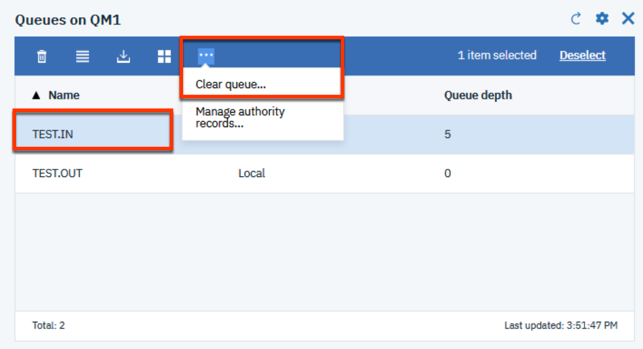 Queues on QM1
1 item selected
Deselect
Clear queue...
Manage authority
records...
▲ Name
Queue depth
TEST.IN
5
TEST.OUT
Local
0
Total: 2
Last updated: 3:51:47 PM